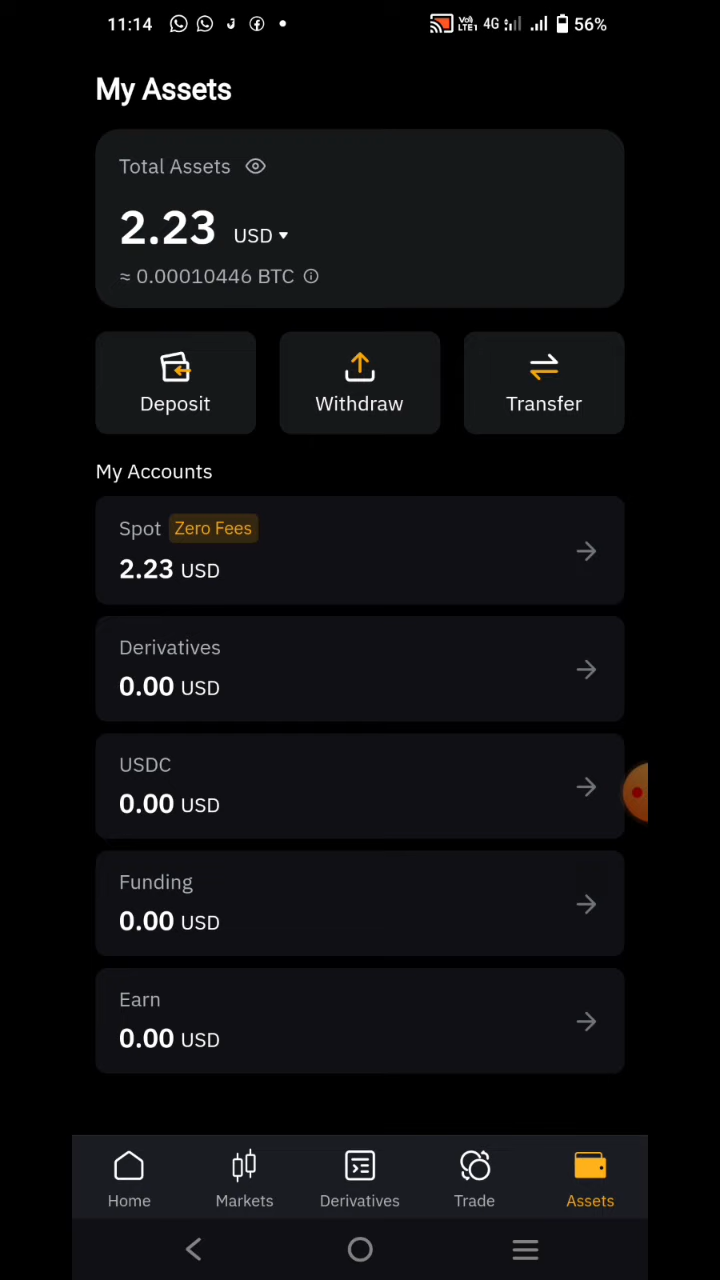 11:14 VoI LTE1 4G 56%
My Assets
Total Assets
2.23 USD
≈ 0.00010446 BTC
Deposit Withdraw Transfer
My Accounts
Spot Zero Fees
2.23 USD
Derivatives
0.00 USD
USDC
0.00 USD
Funding
0.00 USD
Earn
0.00 USD
Home Markets Derivatives Trade Assets